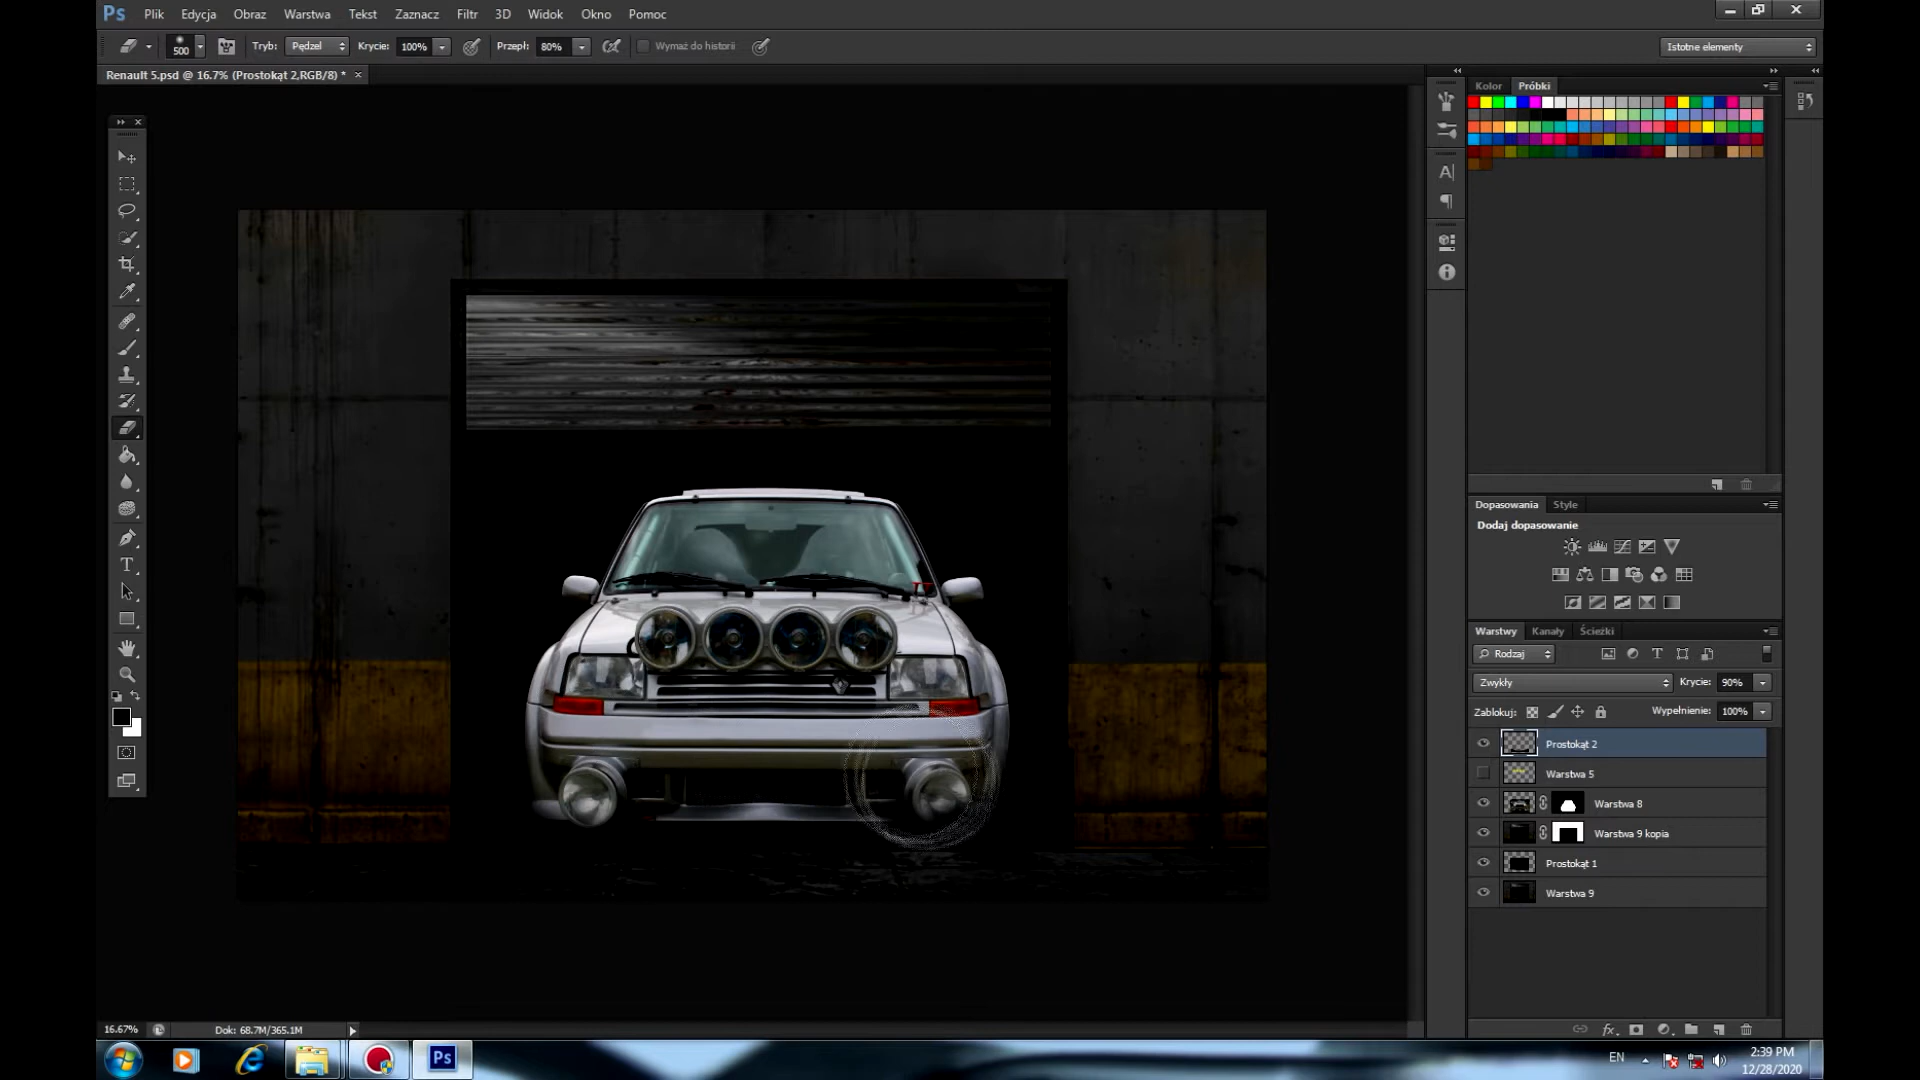 Ps Plik Edycja Obraz Warstwa Tekst Zaznacz Filtr 3D Widok Okno Pomoc
500 Tryb: Pędzel Krycie: 100% Przepł: 80% Wymaż do historii Istotne elementy
Renault 5.psd @ 16.7% (Prostokąt 2,RGB/8) *
Kolor Próbki
Dopasowania Style
Dodaj dopasowanie
Warstwy Kanały Ścieżki
Rodzaj
Zwykły Krycie: 90%
Zablokuj: Wypełnienie: 100%
Prostokąt 2
Warstwa 5
Warstwa 8
Warstwa 9 kopia
Prostokąt 1
Warstwa 9
16.67% Dok: 68.7M/365.1M
Ps EN 2:39 PM
12/28/2020